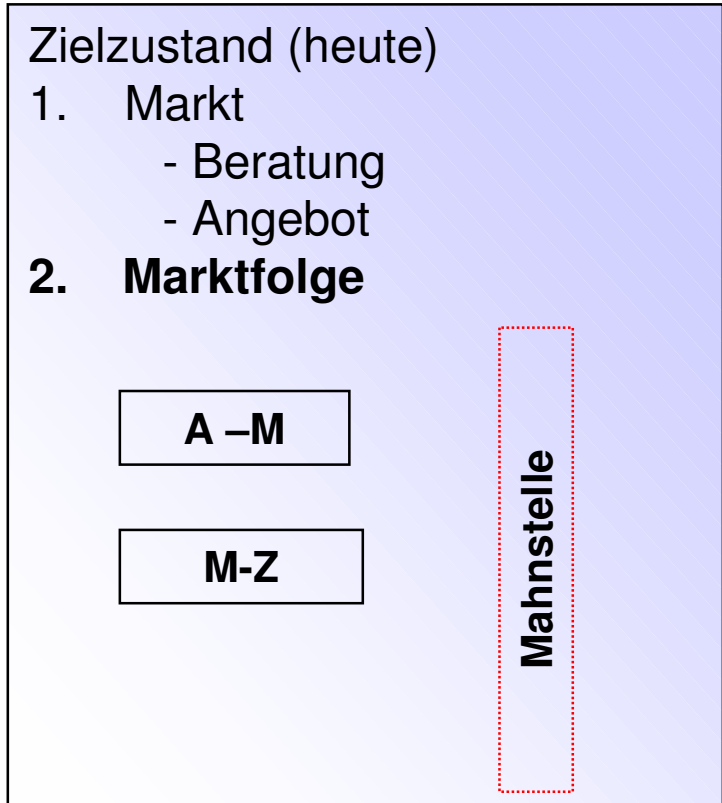 Zielzustand (heute)
1. Markt
- Beratung
- Angebot
2. Marktfolge
A –M
M-Z
Mahnstelle